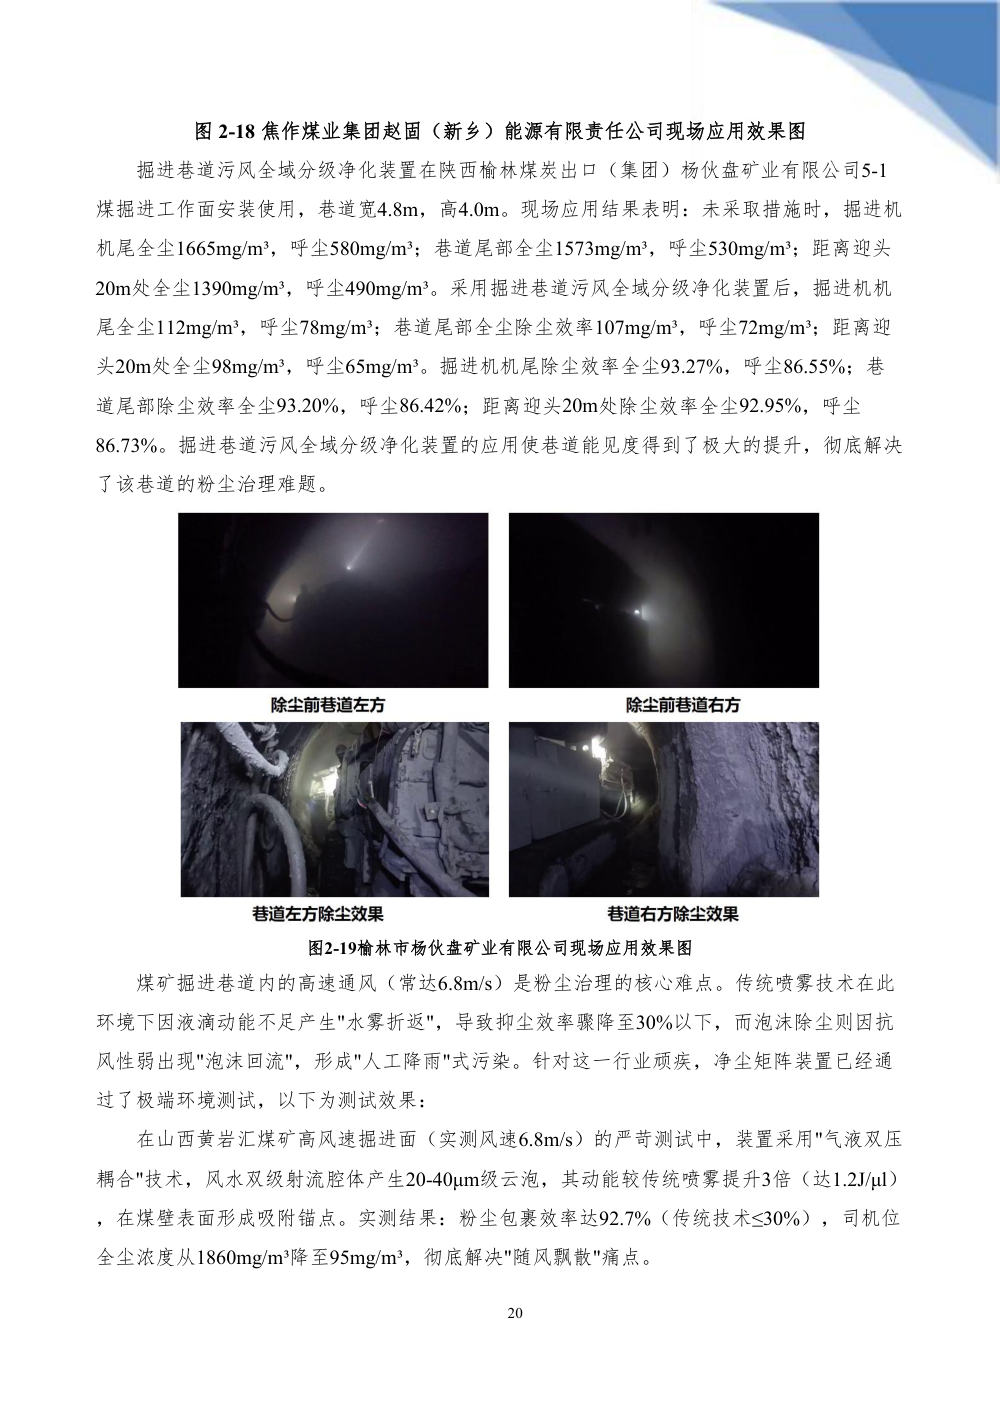 图 2-18 焦作煤业集团赵固（新乡）能源有限责任公司现场应用效果图
掘进巷道污风全域分级净化装置在陕西榆林煤炭出口（集团）杨伙盘矿业有限公司5-1
煤掘进工作面安装使用，巷道宽4.8m，高4.0m。现场应用结果表明：未采取措施时，掘进机
机尾全尘1665mg/m³，呼尘580mg/m³；巷道尾部全尘1573mg/m³，呼尘530mg/m³；距离迎头
20m处全尘1390mg/m³，呼尘490mg/m³。采用掘进巷道污风全域分级净化装置后，掘进机机
尾全尘112mg/m³，呼尘78mg/m³；巷道尾部全尘除尘效率107mg/m³，呼尘72mg/m³；距离迎
头20m处全尘98mg/m³，呼尘65mg/m³。掘进机机尾除尘效率全尘93.27%，呼尘86.55%；巷
道尾部除尘效率全尘93.20%，呼尘86.42%；距离迎头20m处除尘效率全尘92.95%，呼尘
86.73%。掘进巷道污风全域分级净化装置的应用使巷道能见度得到了极大的提升，彻底解决
了该巷道的粉尘治理难题。
除尘前巷道左方
除尘前巷道右方
巷道左方除尘效果
巷道右方除尘效果
图2-19榆林市杨伙盘矿业有限公司现场应用效果图
煤矿掘进巷道内的高速通风（常达6.8m/s）是粉尘治理的核心难点。传统喷雾技术在此
环境下因液滴动能不足产生"水雾折返"，导致抑尘效率骤降至30%以下，而泡沫除尘则因抗
风性弱出现"泡沫回流"，形成"人工降雨"式污染。针对这一行业顽疾，净尘矩阵装置已经通
过了极端环境测试，以下为测试效果：
在山西黄岩汇煤矿高风速掘进面（实测风速6.8m/s）的严苛测试中，装置采用"气液双压
耦合"技术，风水双级射流腔体产生20-40μm级云泡，其动能较传统喷雾提升3倍（达1.2J/μl）
，在煤壁表面形成吸附锚点。实测结果：粉尘包裹效率达92.7%（传统技术≤30%），司机位
全尘浓度从1860mg/m³降至95mg/m³，彻底解决"随风飘散"痛点。
20